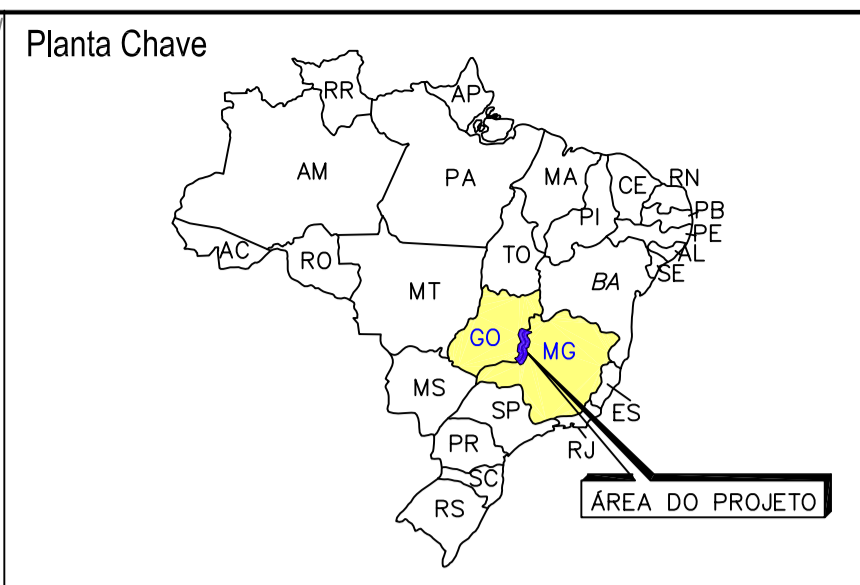 Planta Chave
RR
AP
AM
PA
MA
CE
RN
PI
PB
PE
AL
SE
AC
RO
TO
BA
MT
GO
MG
MS
SP
ES
RJ
PR
SC
RS
ÁREA DO PROJETO